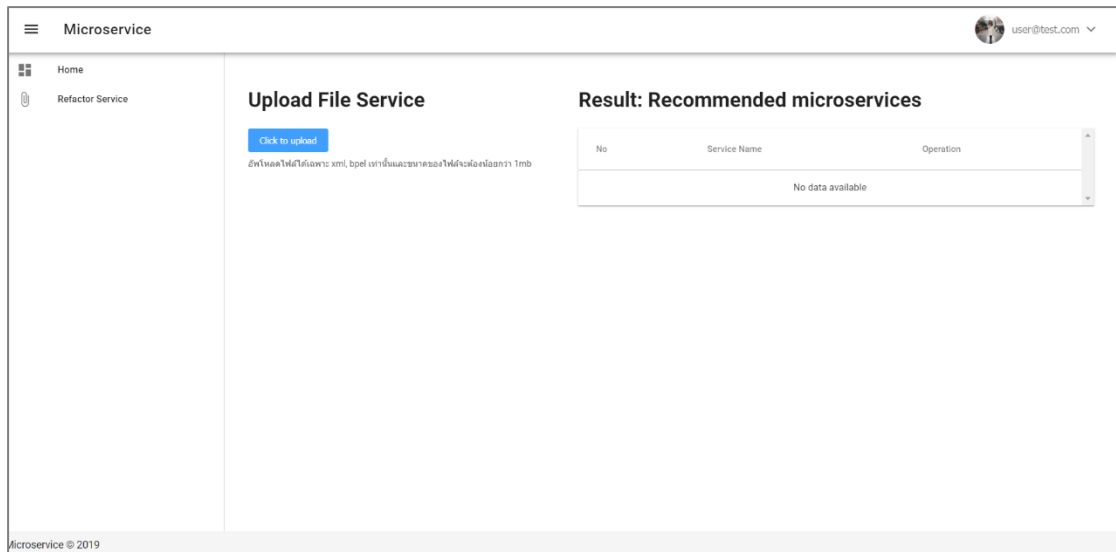 Microservice
user@test.com
Home
Refactor Service
Upload File Service
Click to upload
อัพโหลดไฟล์ได้เฉพาะ xml, bpel เท่านั้นและขนาดของไฟล์จะต้องน้อยกว่า 1mb
Result: Recommended microservices
No Service Name Operation
No data available
Microservice © 2019